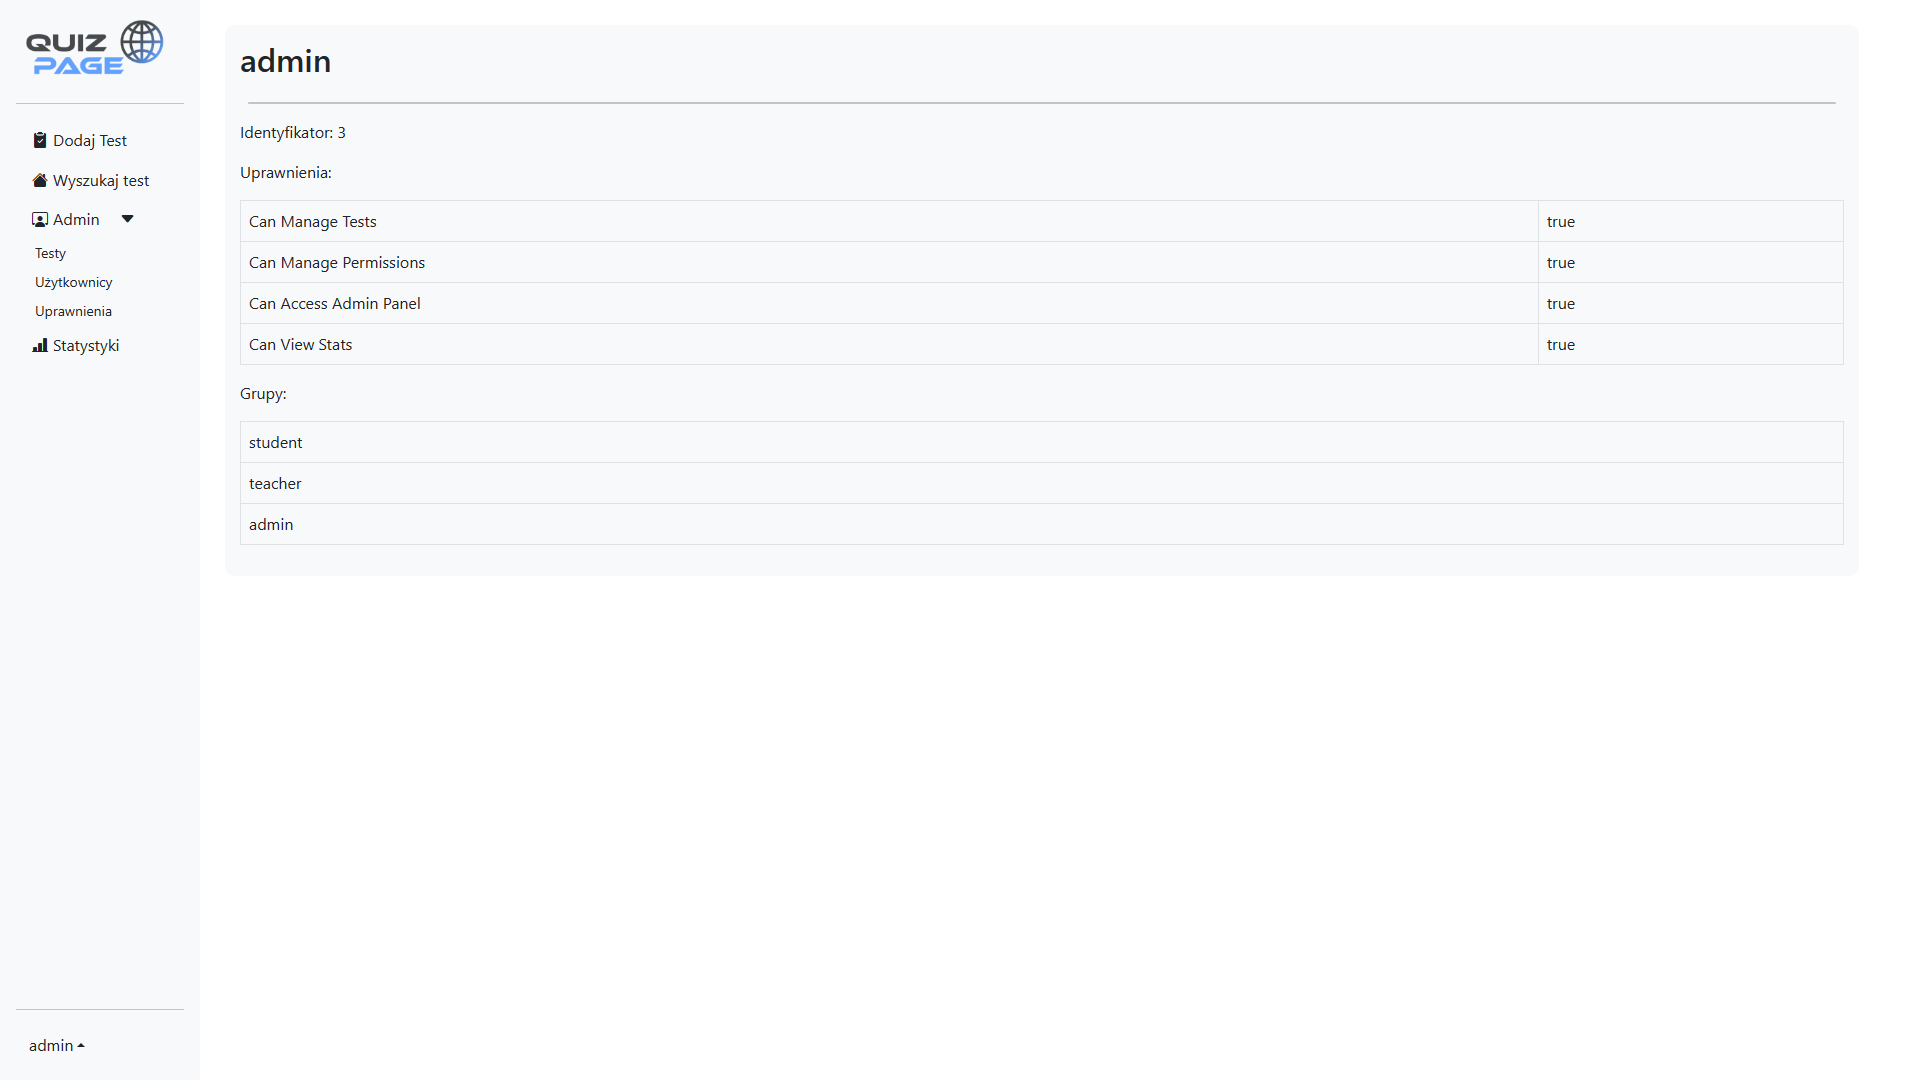 QUIZ
PAGE
Dodaj Test
Wyszukaj test
Admin
Testy
Użytkownicy
Uprawnienia
Statystyki
admin
admin
Identyfikator: 3
Uprawnienia:
Can Manage Tests true
Can Manage Permissions true
Can Access Admin Panel true
Can View Stats true
Grupy:
student
teacher
admin